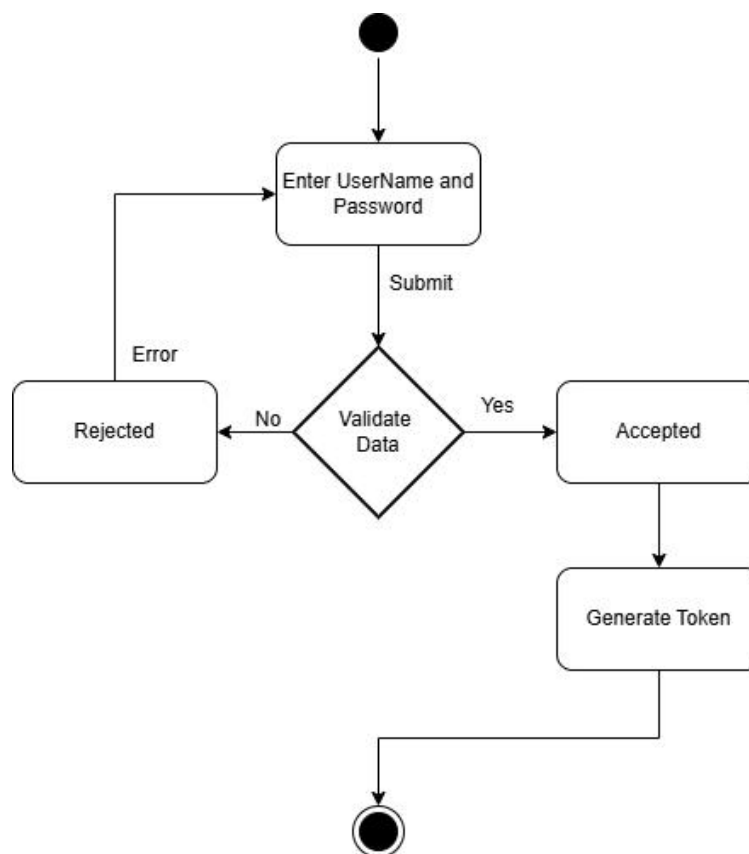 Enter UserName and
Password
Submit
Error
Rejected
No
Validate
Data
Yes
Accepted
Generate Token